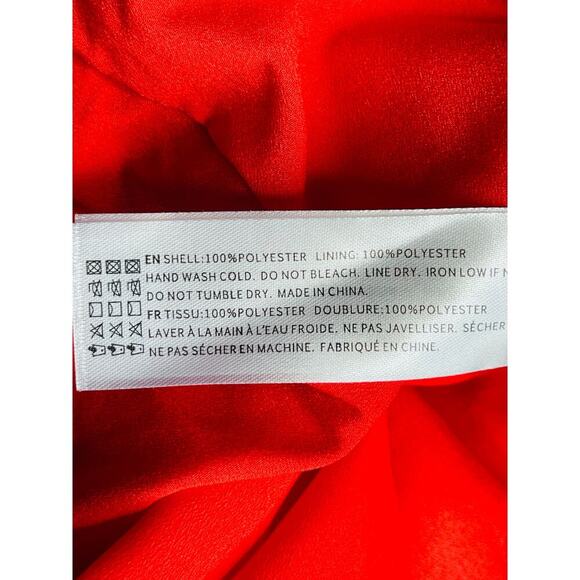 EN SHELL:100%POLYESTER LINING: 100%POLYESTER
HAND WASH COLD. DO NOT BLEACH. LINE DRY. IRON LOW IF
DO NOT TUMBLE DRY. MADE IN CHINA.
FR TISSU:100%POLYESTER DOUBLURE:100%POLYESTER
LAVER À LA MAIN À L'EAU FROIDE. NE PAS JAVELLISER. SÉCHER
NE PAS SÉCHER EN MACHINE. FABRIQUÉ EN CHINE.